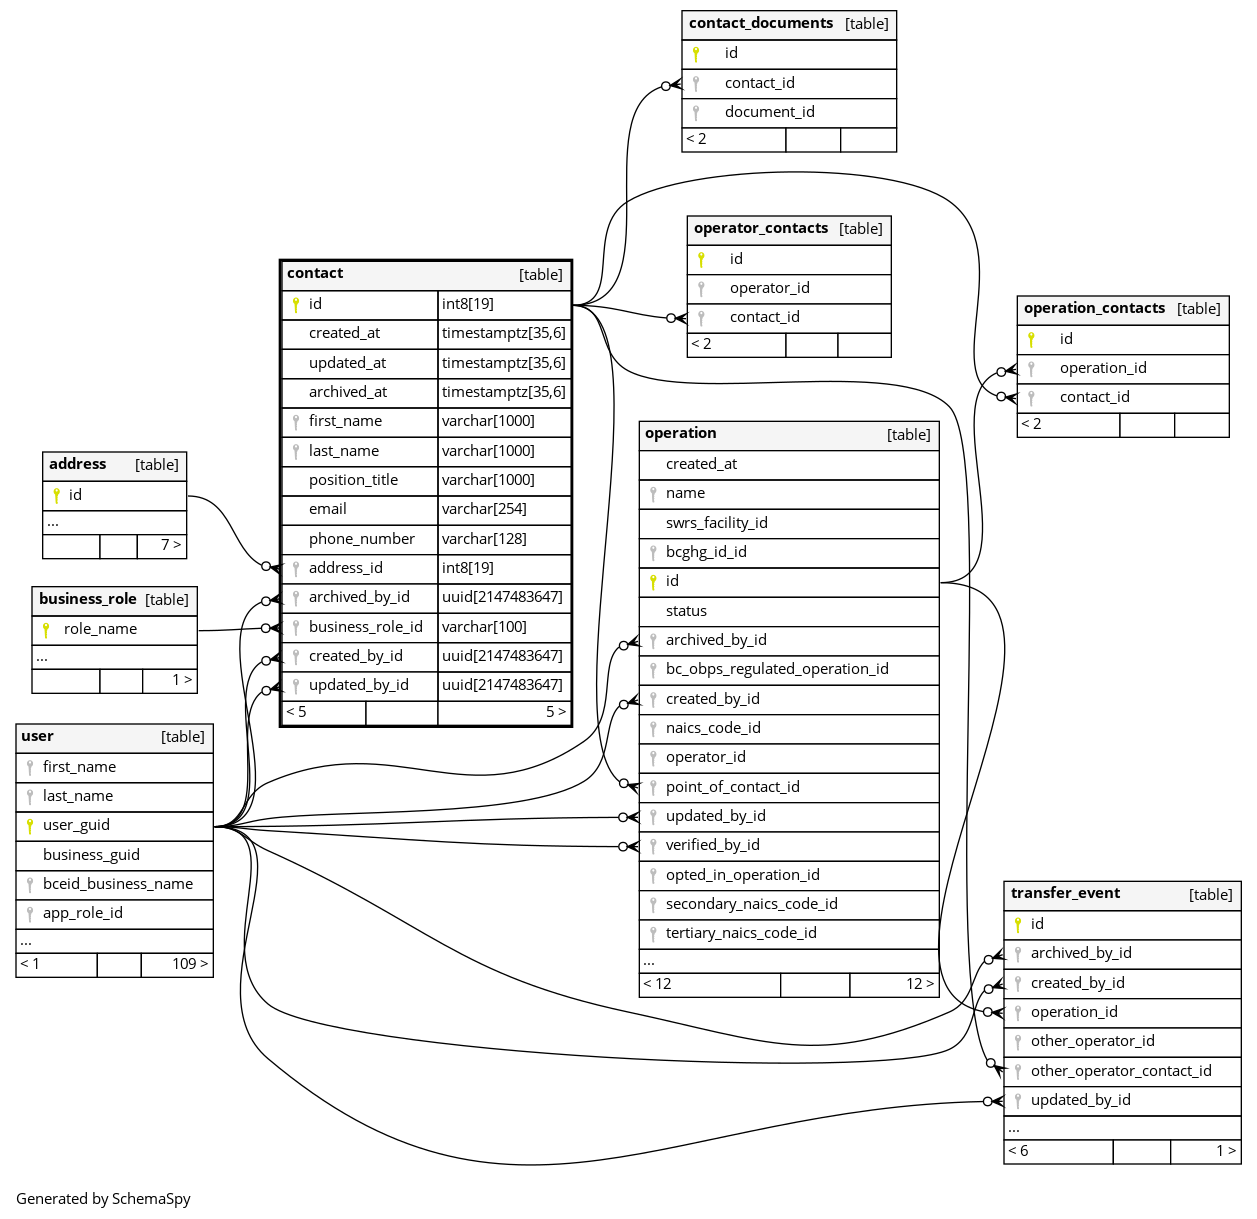 contact_documents [table]
id
contact_id
document_id
< 2
operator_contacts [table]
id
operator_id
contact_id
< 2
operation_contacts [table]
id
operation_id
contact_id
< 2
contact [table]
id int8[19]
created_at timestamptz[35,6]
updated_at timestamptz[35,6]
archived_at timestamptz[35,6]
first_name varchar[1000]
last_name varchar[1000]
position_title varchar[1000]
email varchar[254]
phone_number varchar[128]
address_id int8[19]
archived_by_id uuid[2147483647]
business_role_id varchar[100]
created_by_id uuid[2147483647]
updated_by_id uuid[2147483647]
< 5 5 >
operation [table]
created_at
name
swrs_facility_id
bcghg_id_id
id
status
archived_by_id
bc_obps_regulated_operation_id
created_by_id
naics_code_id
operator_id
point_of_contact_id
updated_by_id
verified_by_id
opted_in_operation_id
secondary_naics_code_id
tertiary_naics_code_id
...
< 12 12 >
address [table]
id
...
7 >
business_role [table]
role_name
...
1 >
user [table]
first_name
last_name
user_guid
business_guid
bceid_business_name
app_role_id
...
< 1 109 >
transfer_event [table]
id
archived_by_id
created_by_id
operation_id
other_operator_id
other_operator_contact_id
updated_by_id
...
< 6 1 >
Generated by SchemaSpy